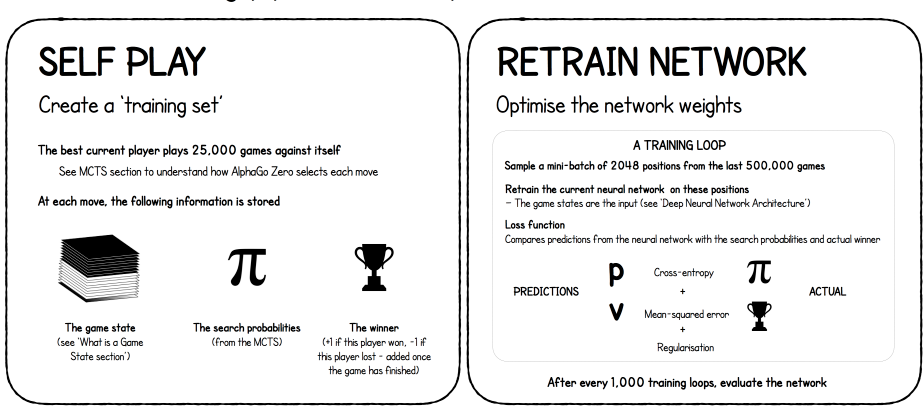 SELF PLAY
Create a 'training set'
The best current player plays 25,000 games against itself
See MCTS section to understand how AlphaGo Zero selects each move
At each move, the following information is stored
π
The game state
(see 'What is a Game
State section')
The search probabilities
(from the MCTS)
The winner
(+1 if this player won, -1 if
this player lost - added once
the game has finished)
RETRAIN NETWORK
Optimise the network weights
A TRAINING LOOP
Sample a mini-batch of 2048 positions from the last 500,000 games
Retrain the current neural network on these positions
- The game states are the input (see 'Deep Neural Network Architecture')
Loss function
Compares predictions from the neural network with the search probabilities and actual winner
PREDICTIONS
p
Cross-entropy
π
+
ACTUAL
v
Mean-squared error
+
Regularisation
After every 1,000 training loops, evaluate the network